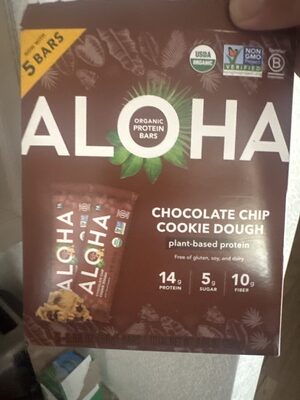 NOW WITH
5 BARS
USDA
ORGANIC
NON
GMO
Project
VERIFIED
Certified
B
ORGANIC
PROTEIN
BARS
ALOHA
CHOCOLATE CHIP
COOKIE DOUGH
plant-based protein
Free of gluten, soy, and dairy
14g PROTEIN
5g SUGAR
10g FIBER
ALOHA
ALOHA